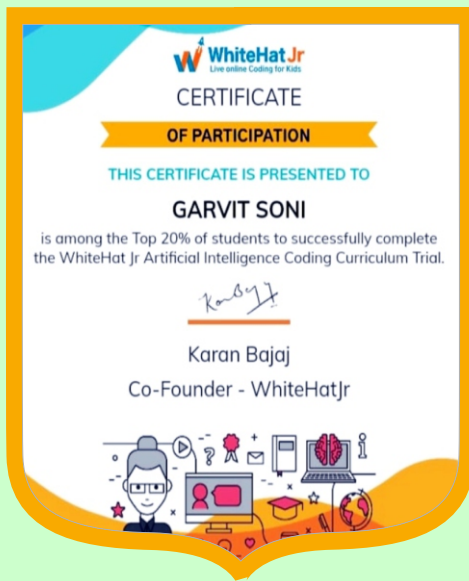 WhiteHat Jr
Live online Coding for Kids
CERTIFICATE
OF PARTICIPATION
THIS CERTIFICATE IS PRESENTED TO
GARVIT SONI
is among the Top 20% of students to successfully complete
the WhiteHat Jr Artificial Intelligence Coding Curriculum Trial.
Karan Bajaj
Co-Founder - WhiteHatJr